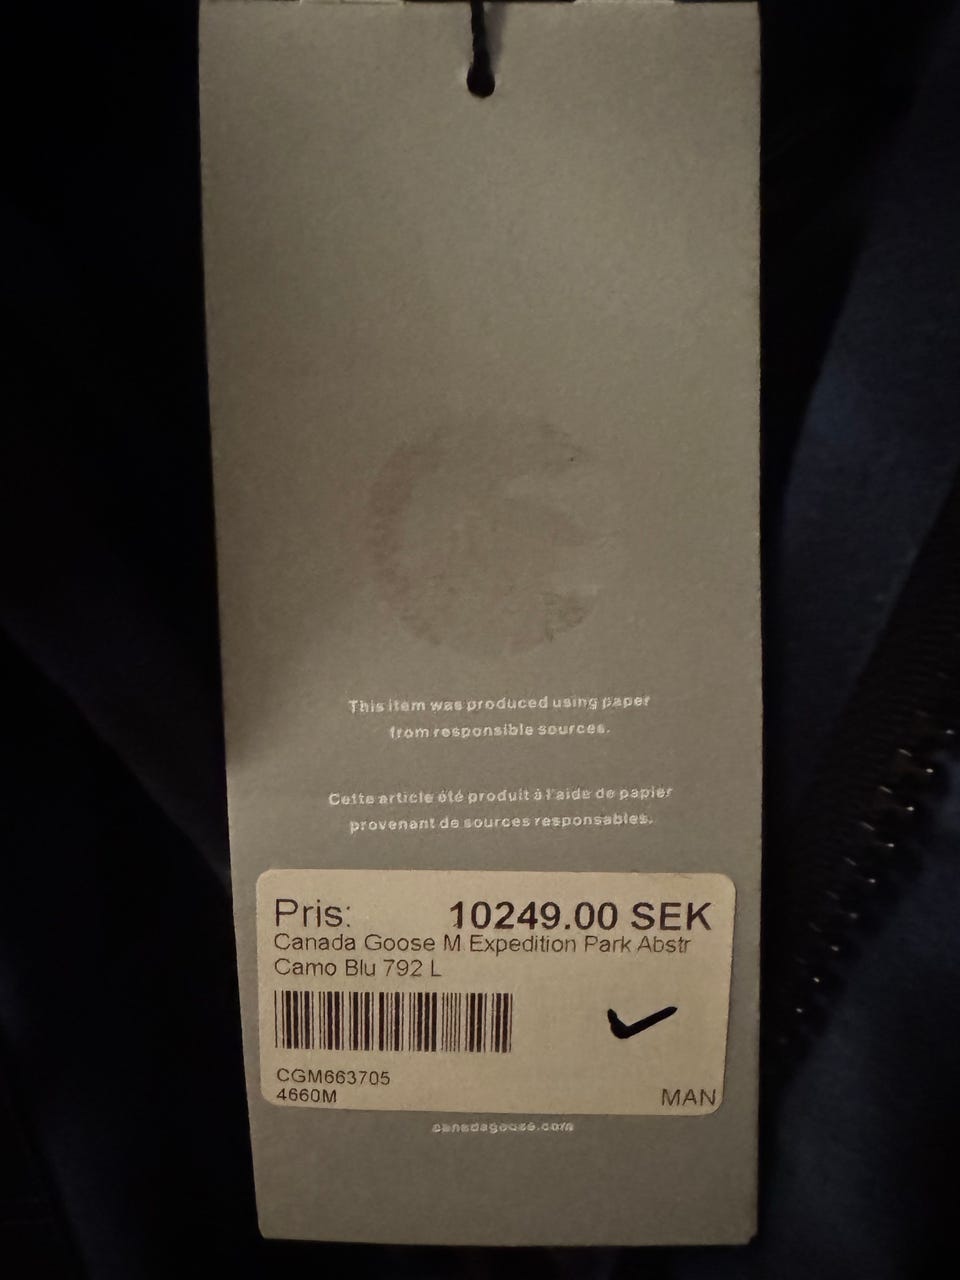 This item was produced using paper
from responsible sources.
Cette article été produit à l'aide de papier
provenant de sources responsables.
Pris: 10249.00 SEK
Canada Goose M Expedition Park Abstr
Camo Blu 792 L
CGM663705
4660M MAN
canadagoose.com